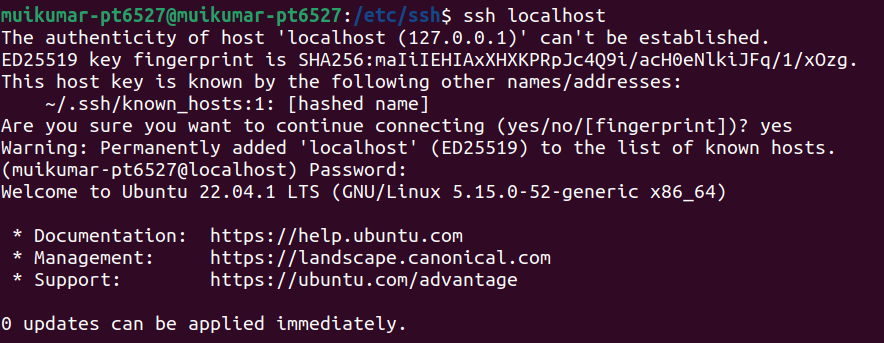 muikumar-pt6527@muikumar-pt6527:/etc/ssh$ ssh localhost
The authenticity of host 'localhost (127.0.0.1)' can't be established.
ED25519 key fingerprint is SHA256:maIiIEHIAxXHXKPRpJc4Q9i/acH0eNlkiJFq/1/xOzg.
This host key is known by the following other names/addresses:
    ~/.ssh/known_hosts:1: [hashed name]
Are you sure you want to continue connecting (yes/no/[fingerprint])? yes
Warning: Permanently added 'localhost' (ED25519) to the list of known hosts.
(muikumar-pt6527@localhost) Password:
Welcome to Ubuntu 22.04.1 LTS (GNU/Linux 5.15.0-52-generic x86_64)
 * Documentation:  https://help.ubuntu.com
 * Management:     https://landscape.canonical.com
 * Support:        https://ubuntu.com/advantage
0 updates can be applied immediately.